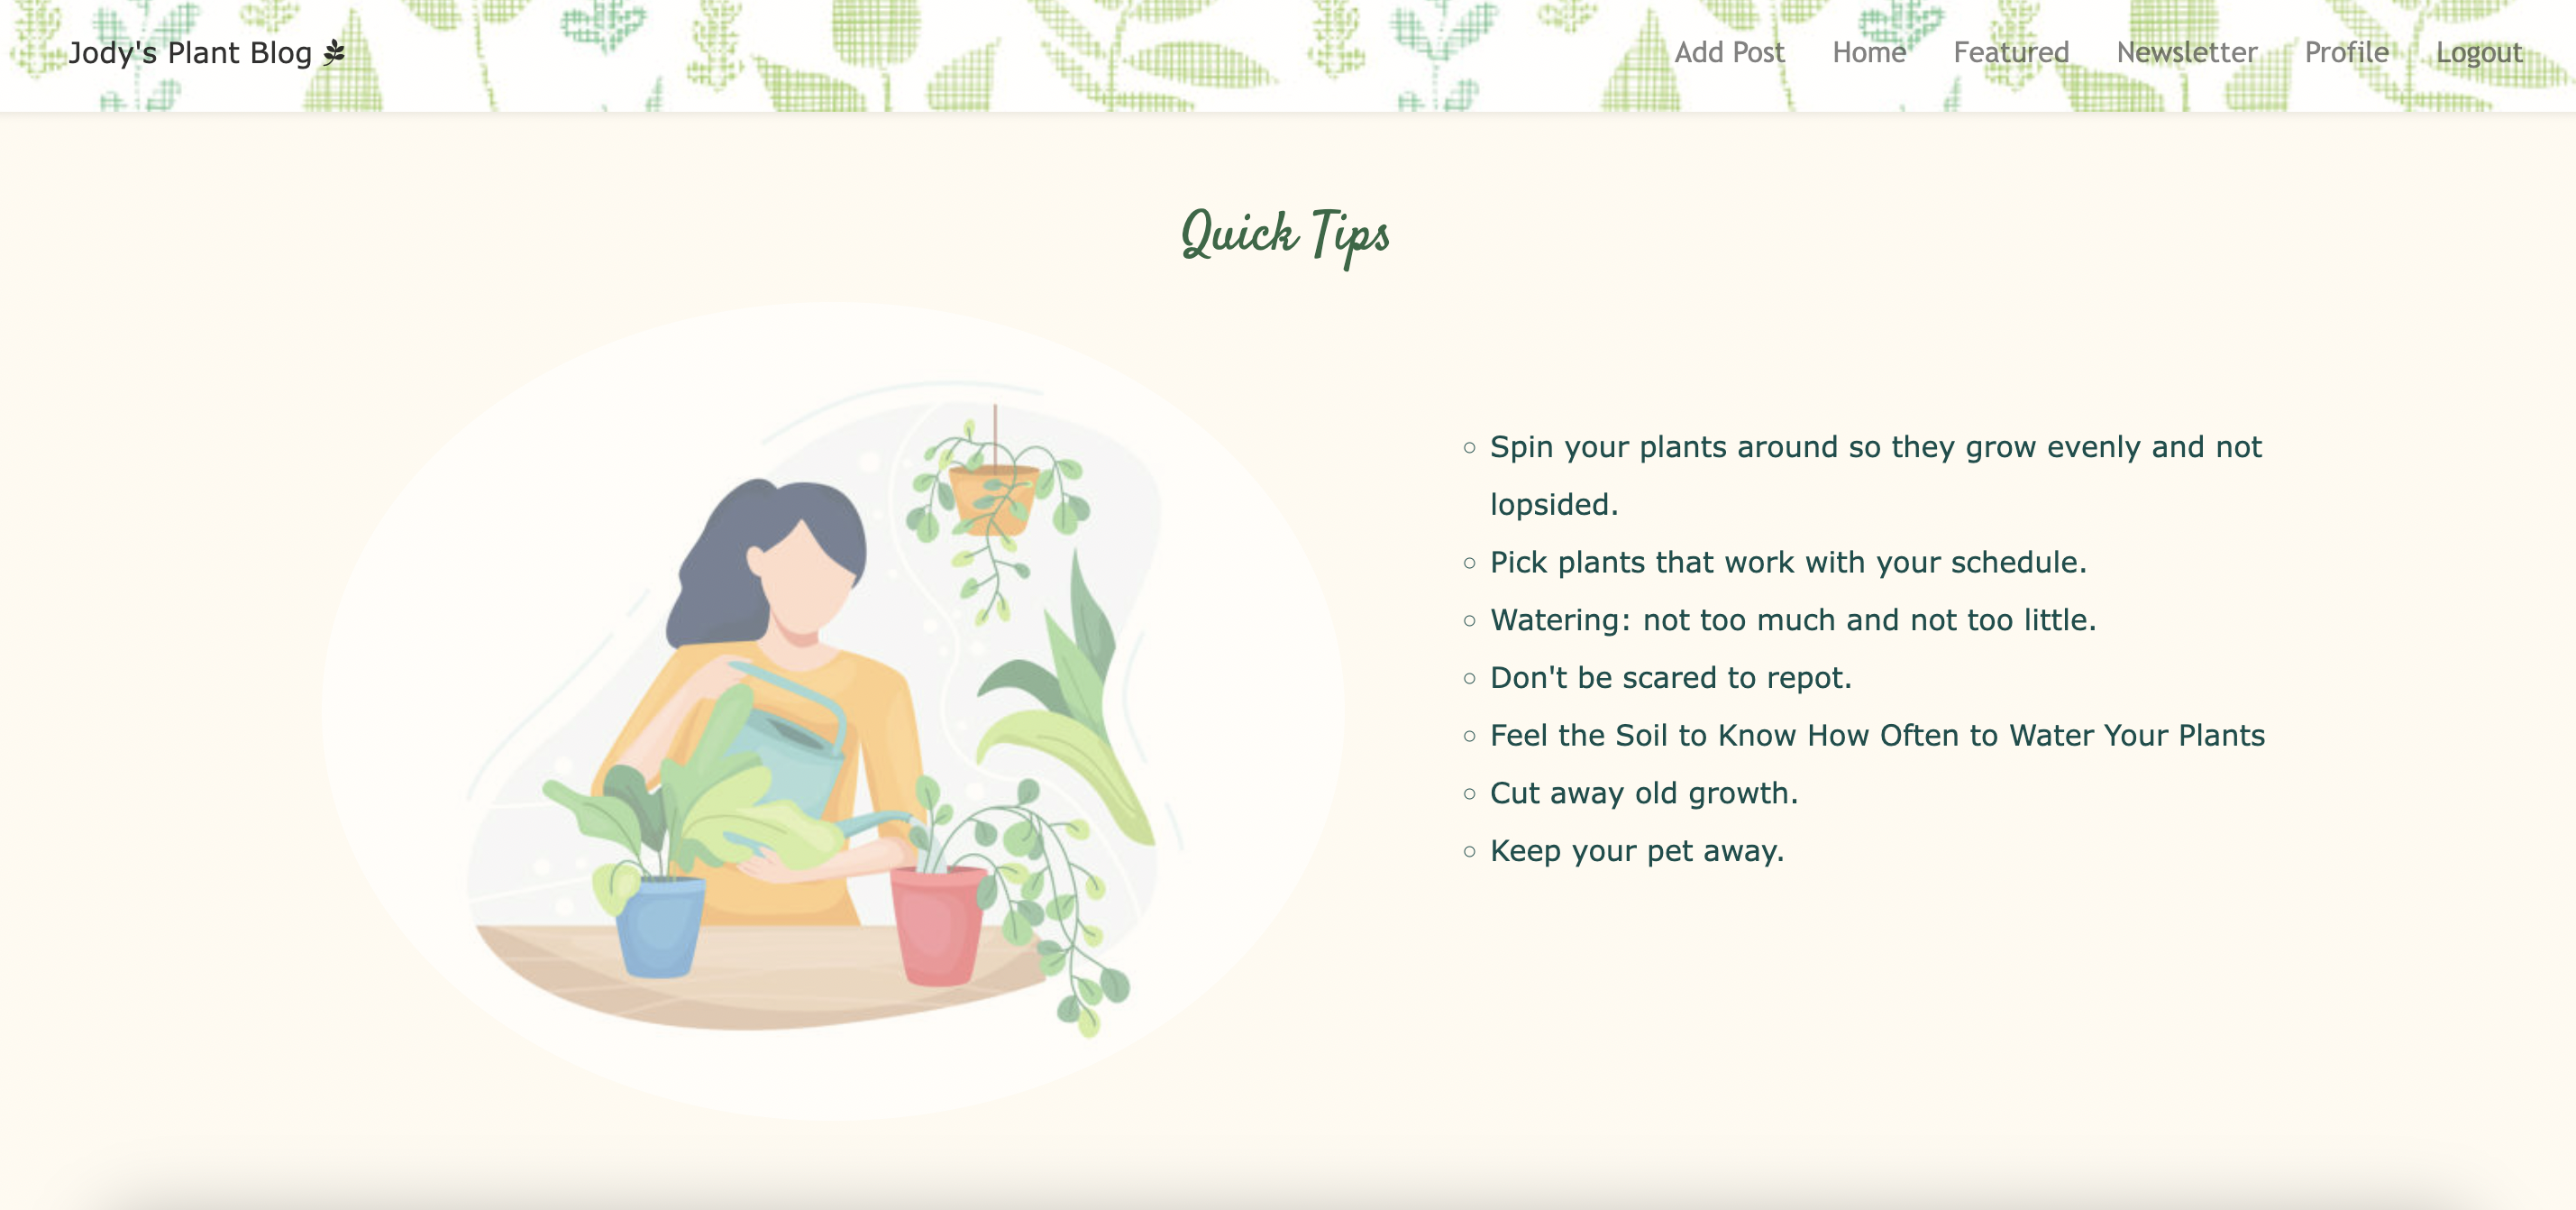 Jody's Plant Blog
Add Post Home Featured Newsletter Profile Logout
Quick Tips
Spin your plants around so they grow evenly and not
lopsided.
Pick plants that work with your schedule.
Watering: not too much and not too little.
Don't be scared to repot.
Feel the Soil to Know How Often to Water Your Plants
Cut away old growth.
Keep your pet away.